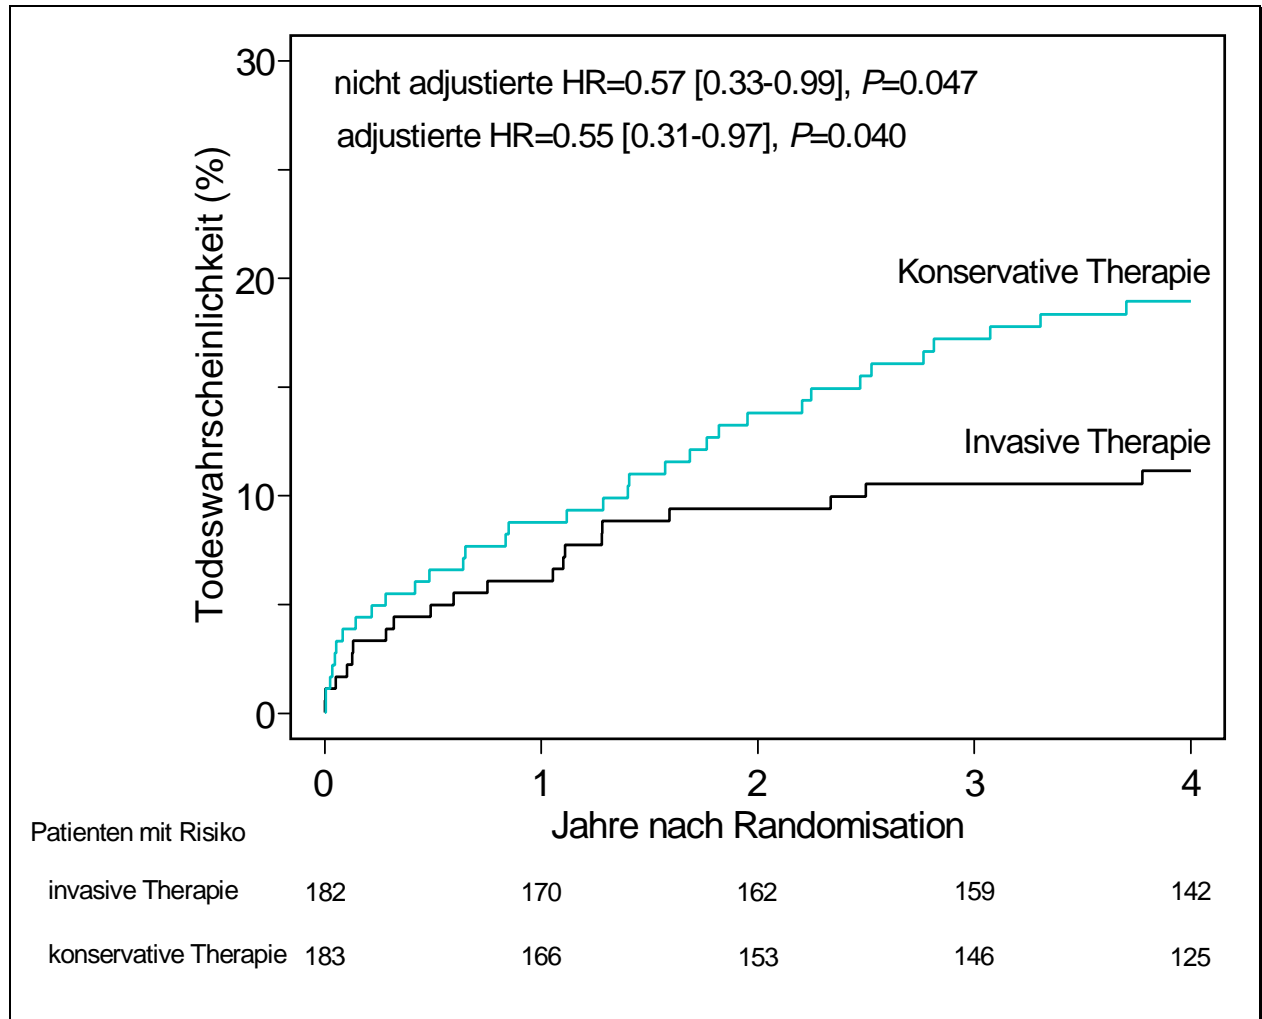 30
nicht adjustierte HR=0.57 [0.33-0.99], P=0.047
adjustierte HR=0.55 [0.31-0.97], P=0.040
Todeswahrscheinlichkeit (%)
20
Konservative Therapie
Invasive Therapie
10
0
0 1 2 3 4
Jahre nach Randomisation
Patienten mit Risiko
invasive Therapie 182 170 162 159 142
konservative Therapie 183 166 153 146 125